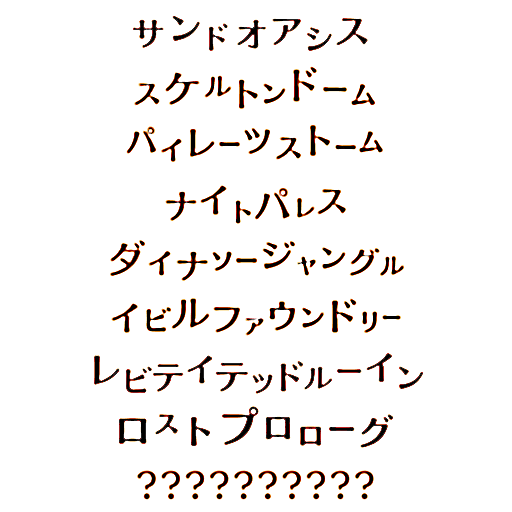 サンドオアシス
スケルトンドーム
パイレーツストーム
ナイトパレス
ダイナソージャングル
イビルファウンドリー
レビテイテッドルーイン
ロストプロローグ
??????????